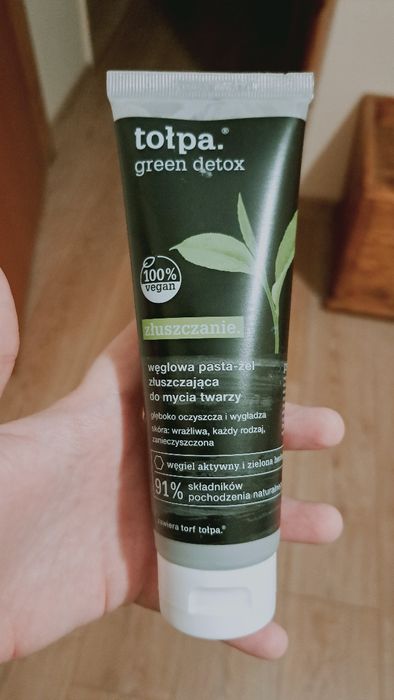 tołpa.®
green detox
100%
vegan
złuszczanie.
węglowa pasta-żel
złuszczająca
do mycia twarzy
głęboko oczyszcza i wygładza
skóra: wrażliwa, każdy rodzaj,
zanieczyszczona
węgiel aktywny i zielona
91% składników
pochodzenia
zawiera torf tołpa.®